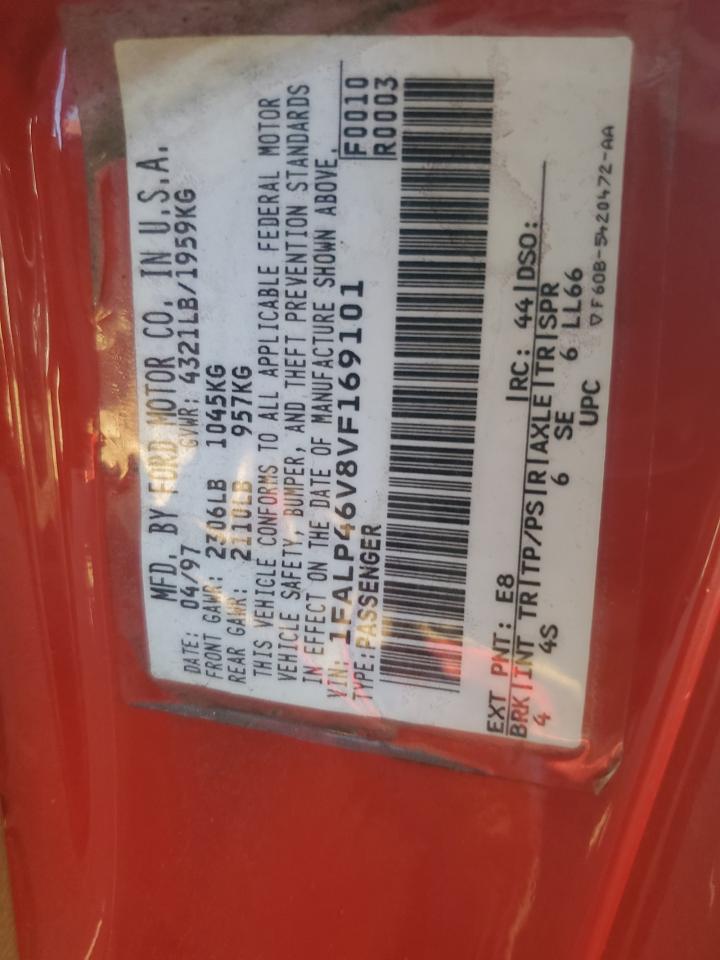 MFD. BY FORD MOTOR CO. IN U.S.A.
DATE: 04/97 GVWR: 4321LB/1959KG
FRONT GAWR: 2306LB 1045KG
REAR GAWR: 2110LB 957KG
THIS VEHICLE CONFORMS TO ALL APPLICABLE FEDERAL MOTOR
VEHICLE SAFETY, BUMPER, AND THEFT PREVENTION STANDARDS
IN EFFECT ON THE DATE OF MANUFACTURE SHOWN ABOVE.
VIN: 1FALP46V8VF169101
TYPE: PASSENGER
F0010
R0003
EXT PNT: E8 |RC: 44|DSO:
BRK|INT TR|TP/PS|R|AXLE|TR|SPR
4 4S 6 SE 6 LL66
UPC
▽F60B-5420472-AA